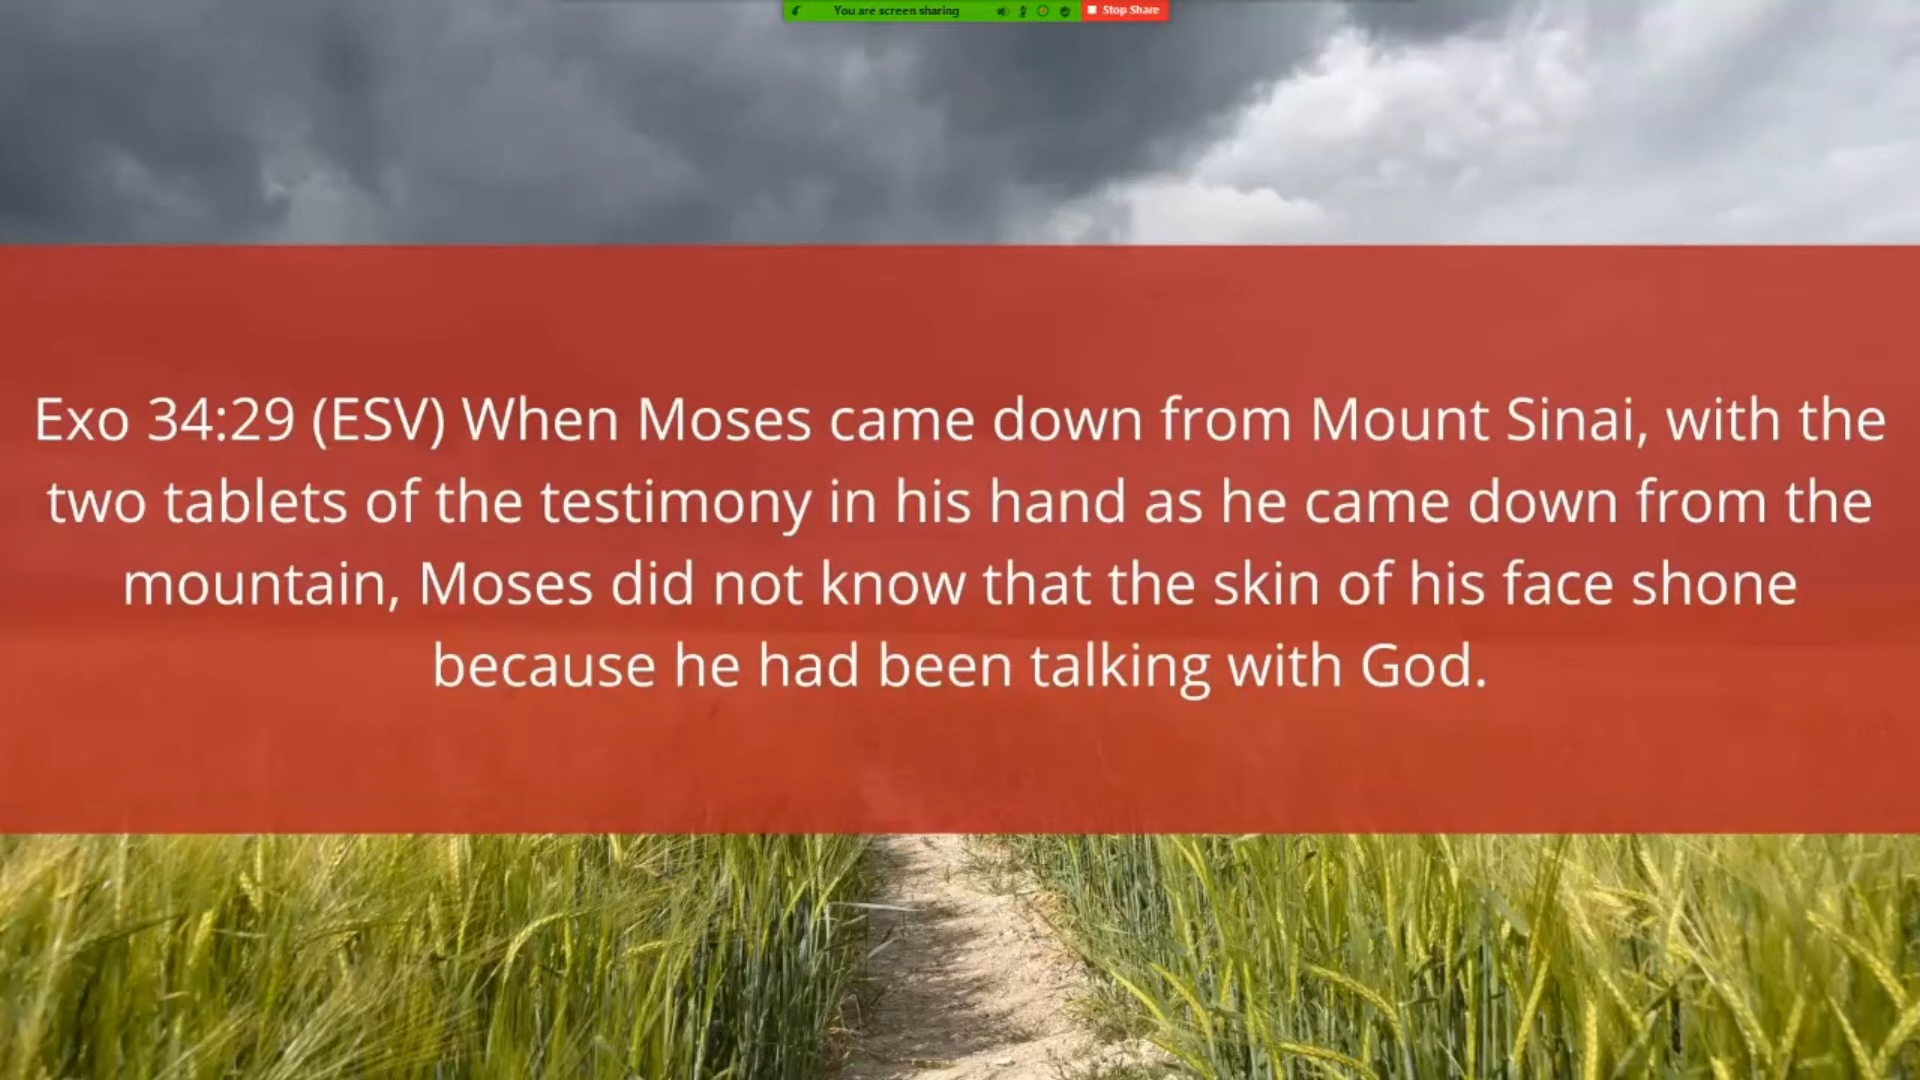 You are screen sharing
Stop Share
Exo 34:29 (ESV) When Moses came down from Mount Sinai, with the
two tablets of the testimony in his hand as he came down from the
mountain, Moses did not know that the skin of his face shone
because he had been talking with God.